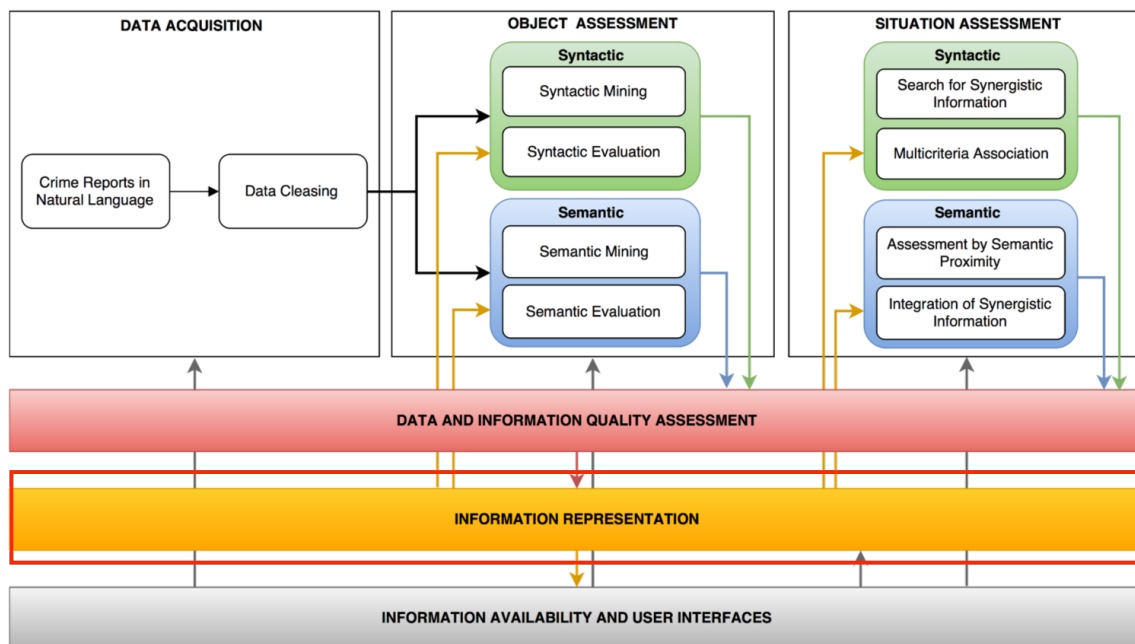 DATA ACQUISITION
Crime Reports in
Natural Language
Data Cleasing
OBJECT ASSESSMENT
Syntactic
Syntactic Mining
Syntactic Evaluation
Semantic
Semantic Mining
Semantic Evaluation
SITUATION ASSESSMENT
Syntactic
Search for Synergistic
Information
Multicriteria Association
Semantic
Assessment by Semantic
Proximity
Integration of Synergistic
Information
DATA AND INFORMATION QUALITY ASSESSMENT
INFORMATION REPRESENTATION
INFORMATION AVAILABILITY AND USER INTERFACES